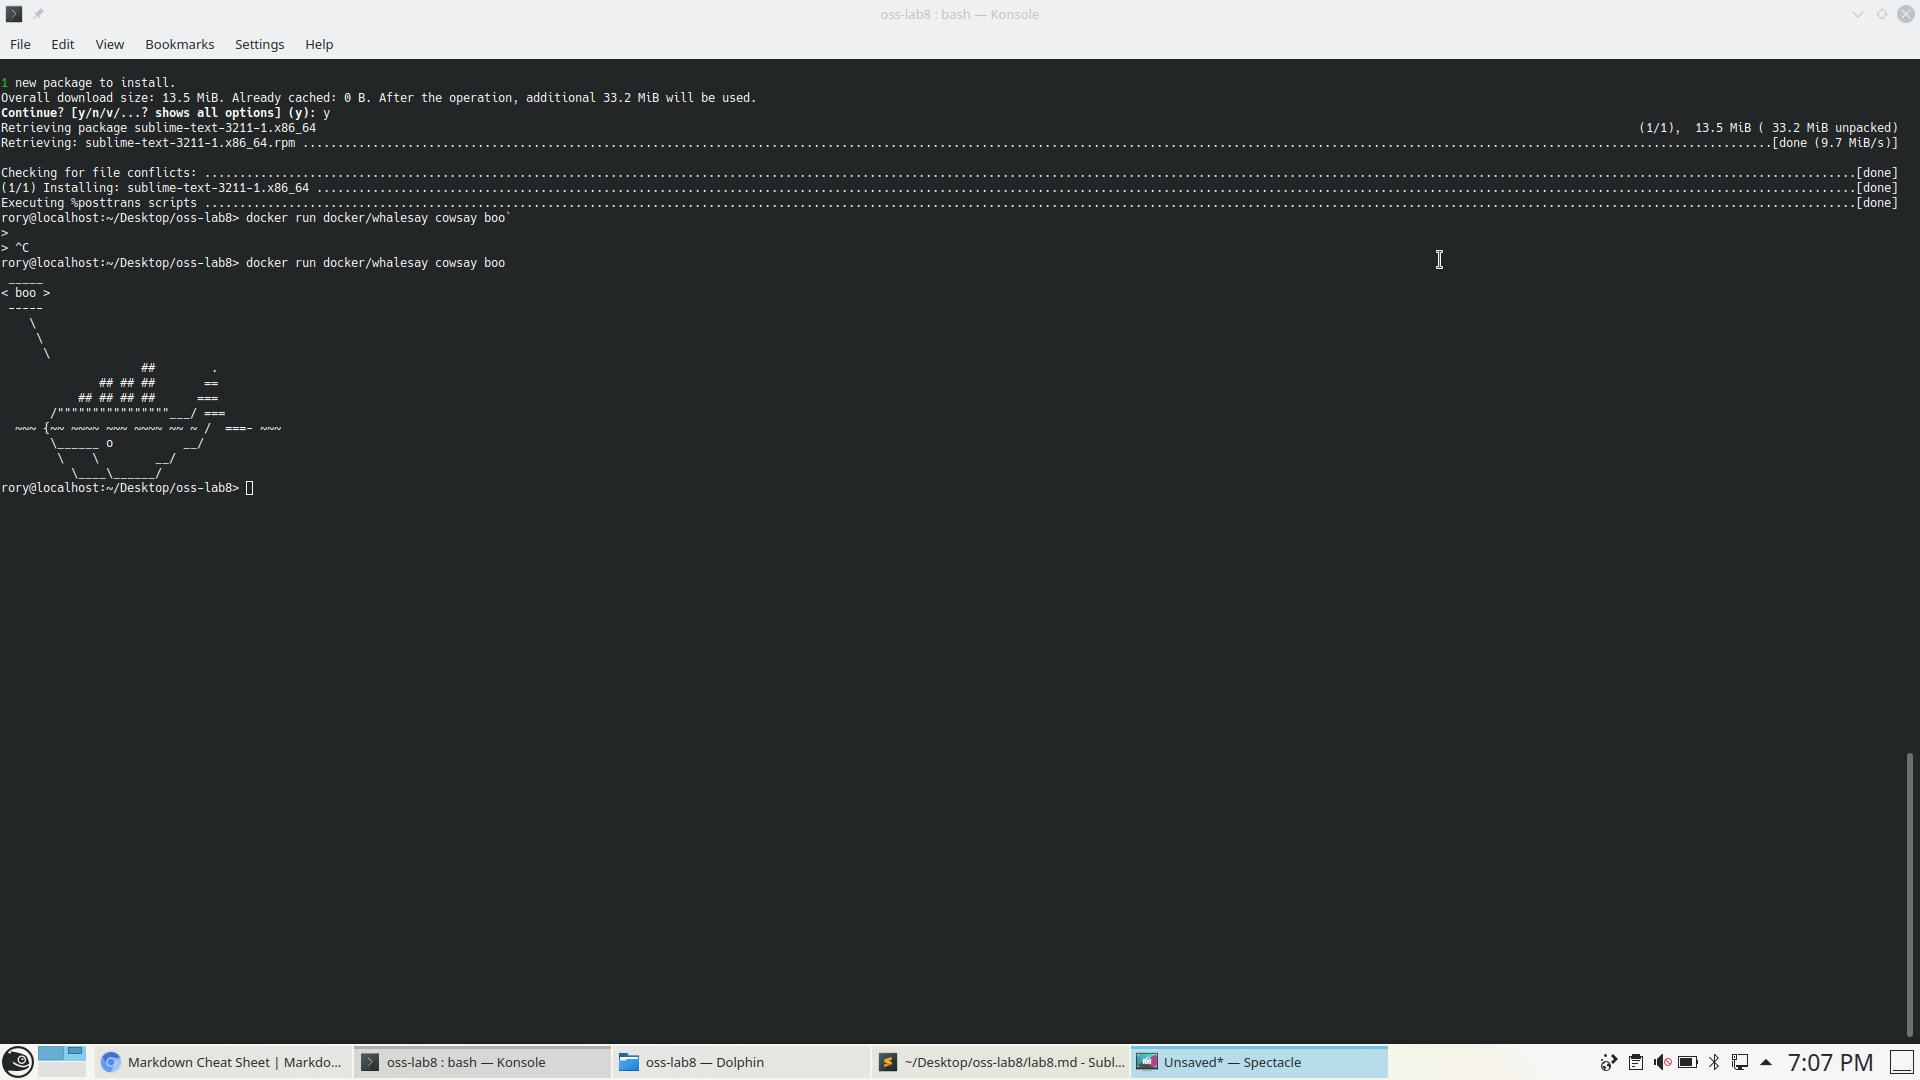 oss-lab8 : bash — Konsole
File Edit View Bookmarks Settings Help
1 new package to install.
Overall download size: 13.5 MiB. Already cached: 0 B. After the operation, additional 33.2 MiB will be used.
Continue? [y/n/v/...? shows all options] (y): y
Retrieving package sublime-text-3211-1.x86_64 (1/1),  13.5 MiB ( 33.2 MiB unpacked)
Retrieving: sublime-text-3211-1.x86_64.rpm ..........[done (9.7 MiB/s)]
Checking for file conflicts: ..........[done]
(1/1) Installing: sublime-text-3211-1.x86_64 ..........[done]
Executing %posttrans scripts ..........[done]
rory@localhost:~/Desktop/oss-lab8> docker run docker/whalesay cowsay boo`
>
> ^C
rory@localhost:~/Desktop/oss-lab8> docker run docker/whalesay cowsay boo
 _____
< boo >
 -----
    \
     \
      \
                    ##        .
              ## ## ##       ==
           ## ## ## ##      ===
       /""""""""""""""""___/ ===
  ~~~ {~~ ~~~~ ~~~ ~~~~ ~~ ~ /  ===- ~~~
       \______ o          __/
        \    \        __/
          \____\______/
rory@localhost:~/Desktop/oss-lab8>
Markdown Cheat Sheet | Markdo... oss-lab8 : bash — Konsole oss-lab8 — Dolphin ~/Desktop/oss-lab8/lab8.md - Subl... Unsaved* — Spectacle 7:07 PM